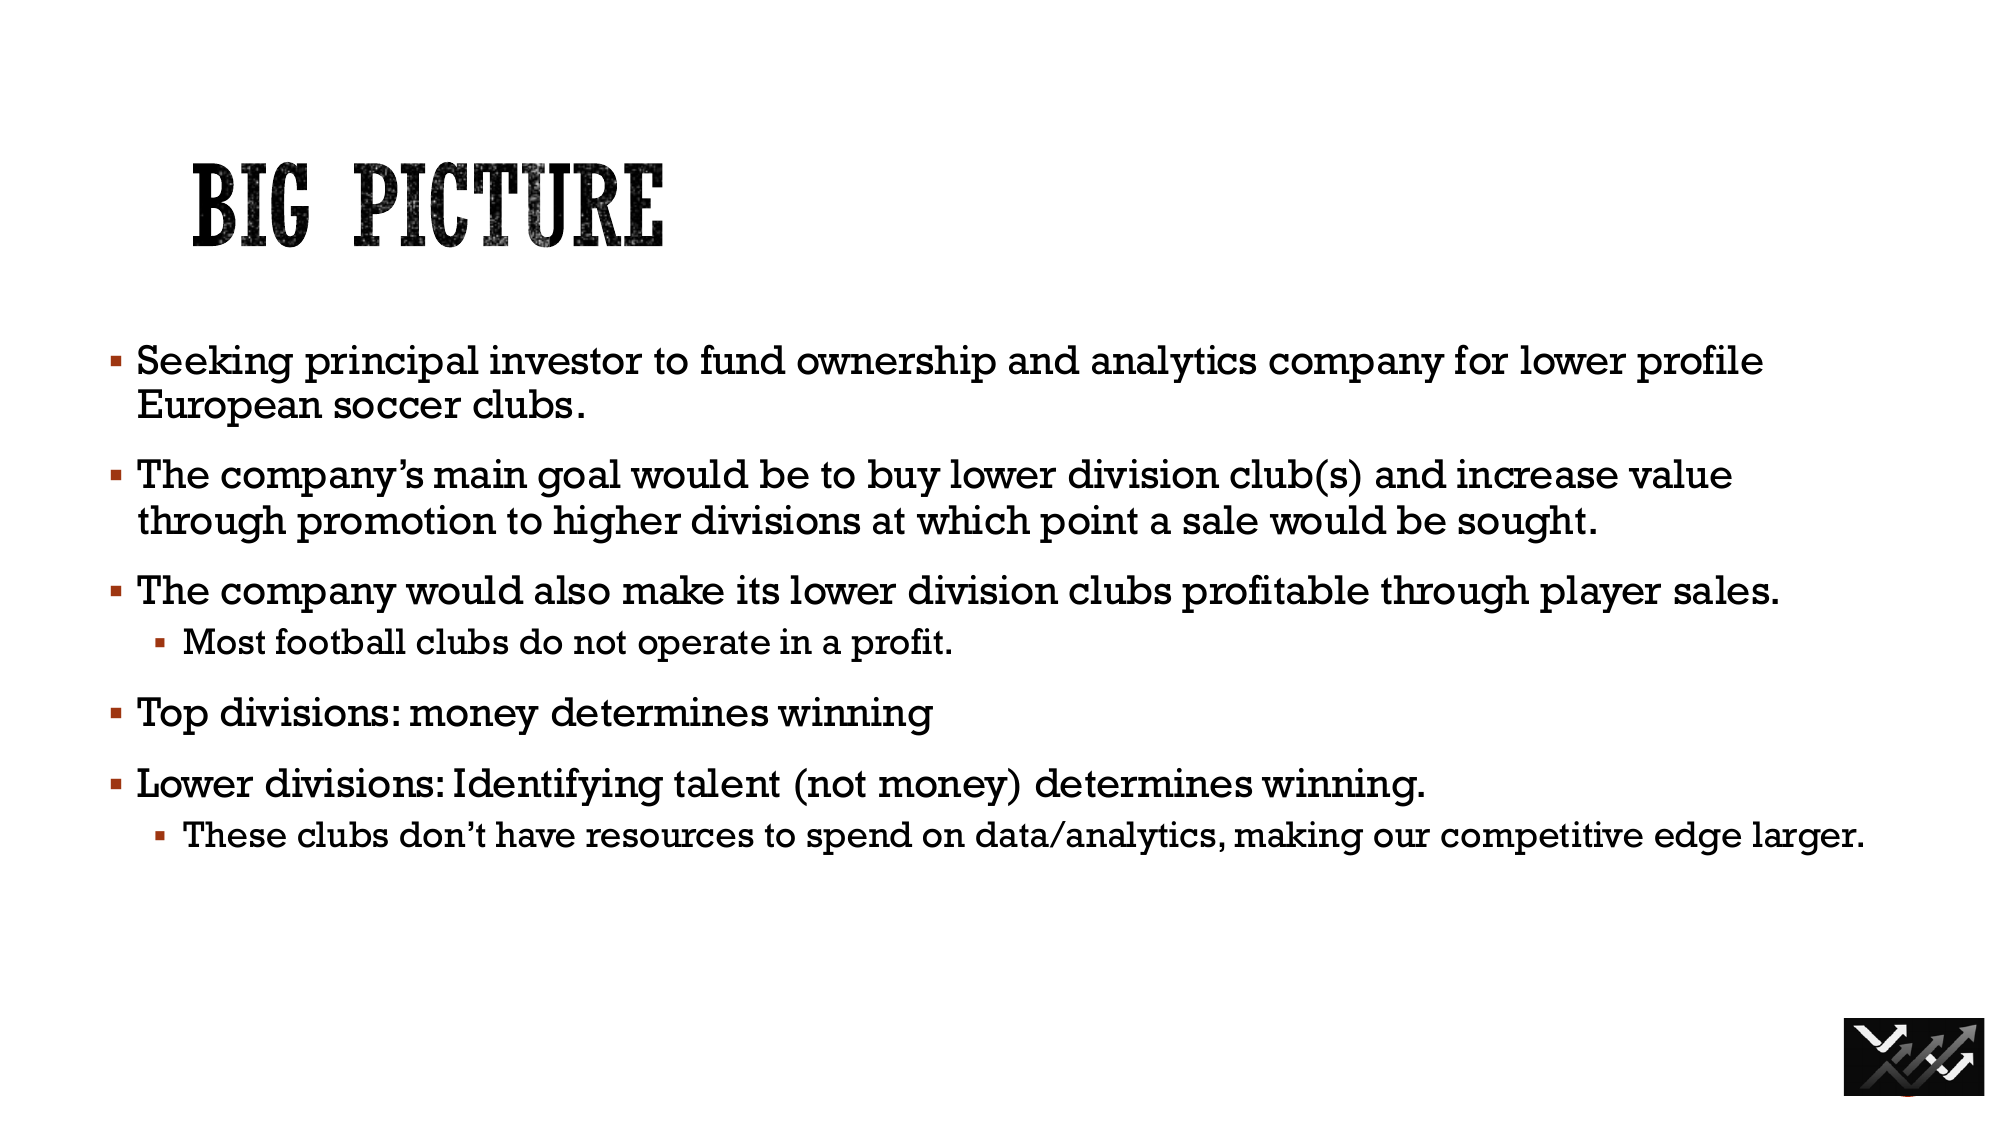 BIG PICTURE
▪ Seeking principal investor to fund ownership and analytics company for lower profile
European soccer clubs.
▪ The company’s main goal would be to buy lower division club(s) and increase value
through promotion to higher divisions at which point a sale would be sought.
▪ The company would also make its lower division clubs profitable through player sales.
▪ Most football clubs do not operate in a profit.
▪ Top divisions: money determines winning
▪ Lower divisions: Identifying talent (not money) determines winning.
▪ These clubs don’t have resources to spend on data/analytics, making our competitive edge larger.